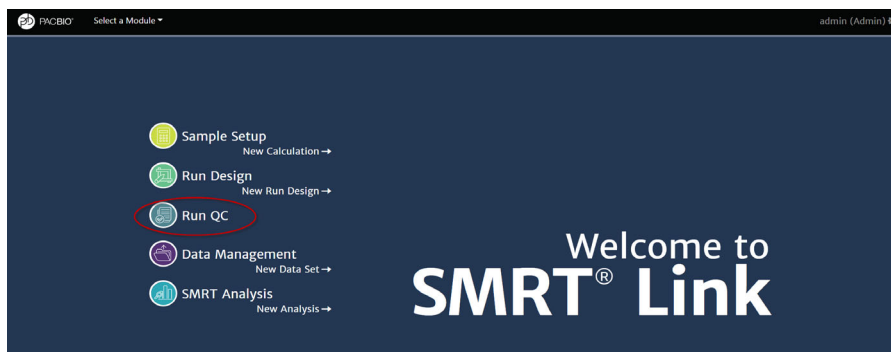 PACBIO® Select a Module admin (Admin)
Sample Setup
New Calculation →
Run Design
New Run Design →
Run QC
Data Management
New Data Set →
SMRT Analysis
New Analysis →
Welcome to
SMRT® Link